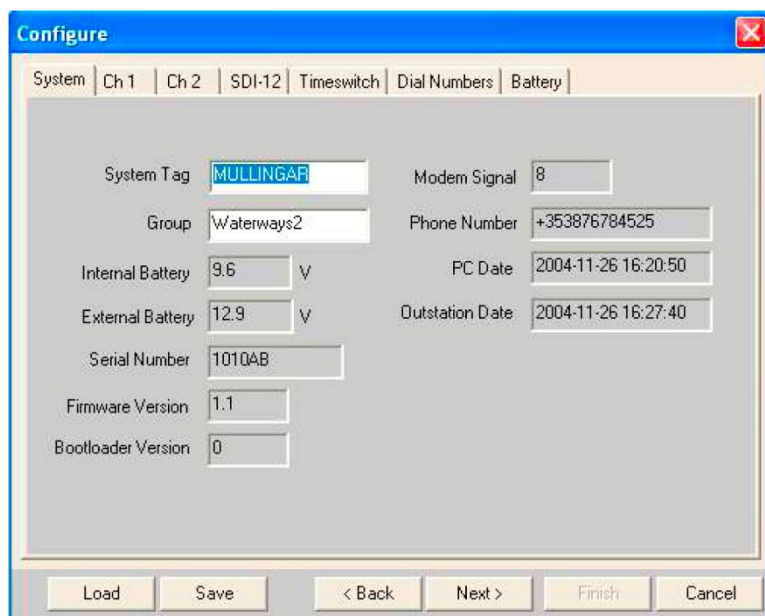 Configure
System Ch 1 Ch 2 SDI-12 Timeswitch Dial Numbers Battery
System Tag MULLINGAR Modem Signal 8
Group Waterways2 Phone Number +353876784525
Internal Battery 9.6 V PC Date 2004-11-26 16:20:50
External Battery 12.9 V Outstation Date 2004-11-26 16:27:40
Serial Number 1010AB
Firmware Version 1.1
Bootloader Version 0
Load Save < Back Next > Finish Cancel